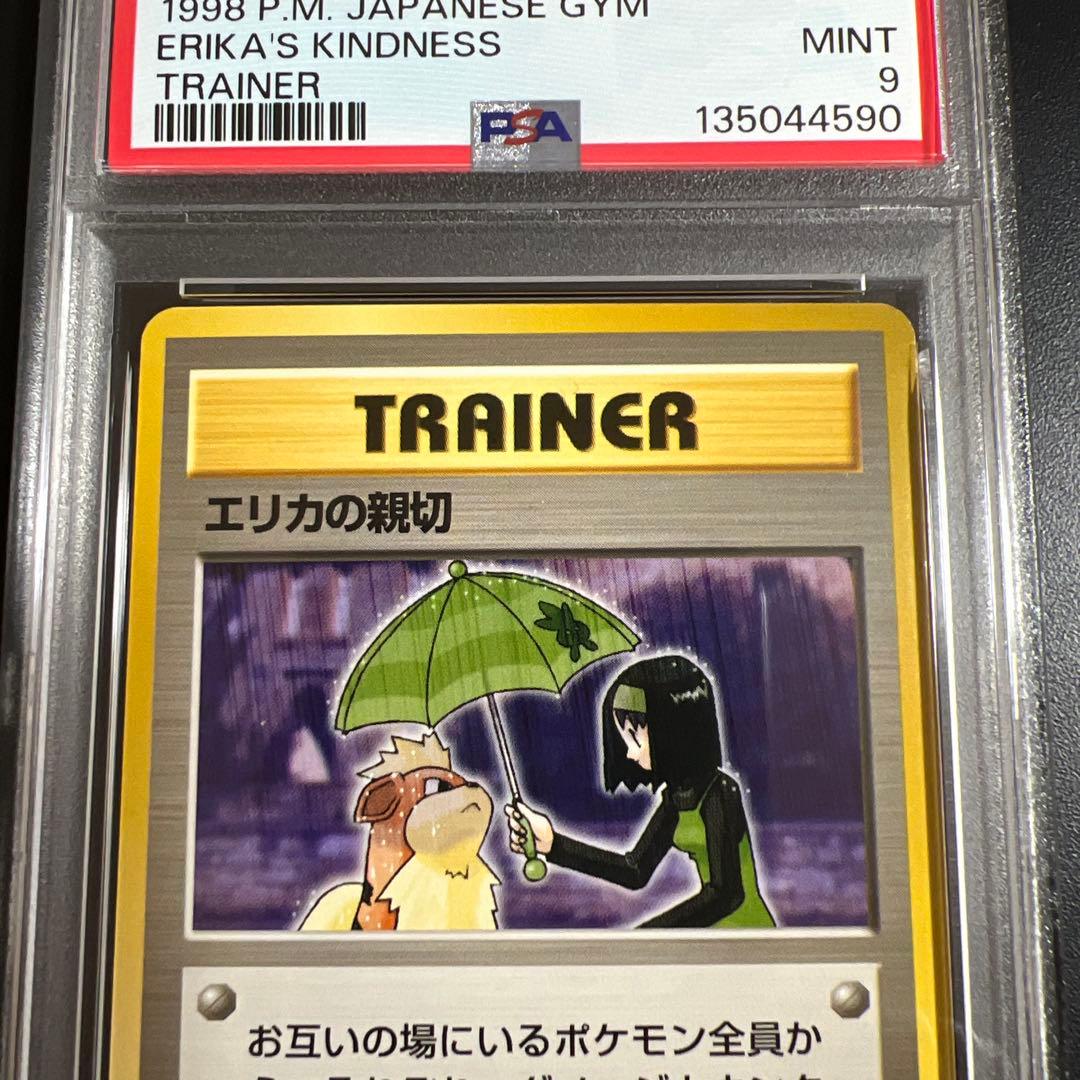 1998 P.M. JAPANESE GYM
ERIKA'S KINDNESS
MINT
TRAINER
9
PSA
135044590
TRAINER
エリカの親切
お互いの場にいるポケモン全員か